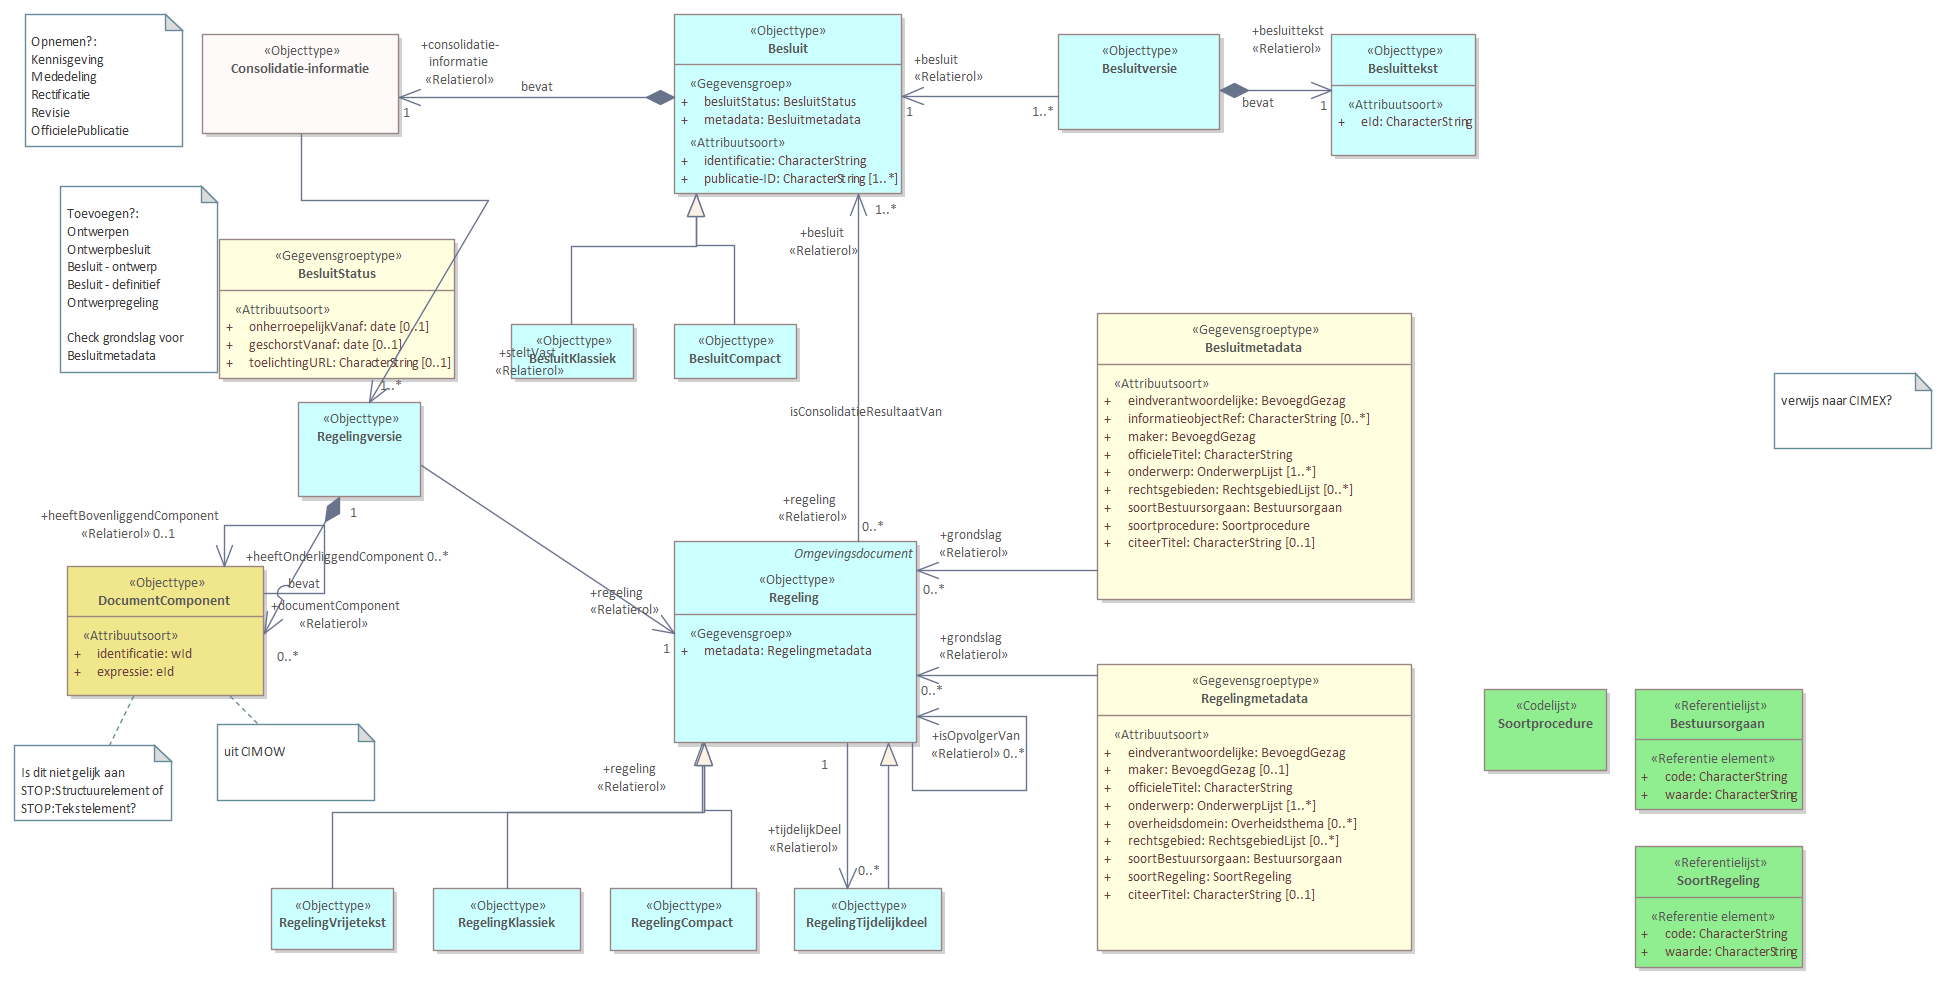 Opnemen?:
Kennisgeving
Mededeling
Rectificatie
Revisie
OfficielePublicatie
«Objecttype»
Consolidatie-informatie
+consolidatie-
informatie
«Relatierol»
1
bevat
«Objecttype»
Besluit
«Gegevensgroep»
+ besluitStatus: BesluitStatus
+ metadata: Besluitmetadata
«Attribuutsoort»
+ identificatie: CharacterString
+ publicatie-ID: CharacterString [1..*]
+besluit
«Relatierol»
1
1..*
«Objecttype»
Besluitversie
bevat
+besluittekst
«Relatierol»
1
«Objecttype»
Besluittekst
«Attribuutsoort»
+ eId: CharacterString
Toevoegen?:
Ontwerpen
Ontwerpbesluit
Besluit - ontwerp
Besluit - definitief
Ontwerpregeling
Check grondslag voor
Besluitmetadata
«Gegevensgroeptype»
BesluitStatus
«Attribuutsoort»
+ onherroepelijkVanaf: date [0..1]
+ geschorstVanaf: date [0..1]
+ toelichtingURL: CharacterString [0..1]
«Objecttype»
BesluitKlassiek
+steltVast
«Relatierol»
1..*
«Objecttype»
BesluitCompact
1..*
+besluit
«Relatierol»
isConsolidatieResultaatVan
+regeling
«Relatierol»
0..*
«Gegevensgroeptype»
Besluitmetadata
«Attribuutsoort»
+ eindverantwoordelijke: BevoegdGezag
+ informatieobjectRef: CharacterString [0..*]
+ maker: BevoegdGezag
+ officieleTitel: CharacterString
+ onderwerp: OnderwerpLijst [1..*]
+ rechtsgebieden: RechtsgebiedLijst [0..*]
+ soortBestuursorgaan: Bestuursorgaan
+ soortprocedure: Soortprocedure
+ citeerTitel: CharacterString [0..1]
verwijs naar CIMEX?
«Objecttype»
Regelingversie
1
+heeftBovenliggendComponent
«Relatierol» 0..1
+heeftOnderliggendComponent 0..*
bevat
+documentComponent
«Relatierol»
0..*
«Objecttype»
DocumentComponent
«Attribuutsoort»
+ identificatie: wId
+ expressie: eId
+regeling
«Relatierol»
1
Omgevingsdocument
«Objecttype»
Regeling
«Gegevensgroep»
+ metadata: Regelingmetadata
+grondslag
«Relatierol»
0..*
+grondslag
«Relatierol»
0..*
+isOpvolgerVan
«Relatierol» 0..*
«Gegevensgroeptype»
Regelingmetadata
«Attribuutsoort»
+ eindverantwoordelijke: BevoegdGezag
+ maker: BevoegdGezag [0..1]
+ officieleTitel: CharacterString
+ onderwerp: OnderwerpLijst [1..*]
+ overheidsdomein: Overheidsthema [0..*]
+ rechtsgebied: RechtsgebiedLijst [0..*]
+ soortBestuursorgaan: Bestuursorgaan
+ soortRegeling: SoortRegeling
+ citeerTitel: CharacterString [0..1]
«Codelijst»
Soortprocedure
«Referentielijst»
Bestuursorgaan
«Referentie element»
+ code: CharacterString
+ waarde: CharacterString
«Referentielijst»
SoortRegeling
«Referentie element»
+ code: CharacterString
+ waarde: CharacterString
Is dit niet gelijk aan
STOP:Structuurelement of
STOP:Tekstelement?
uit CIMOW
+regeling
«Relatierol»
1
+tijdelijkDeel
«Relatierol»
0..*
«Objecttype»
RegelingVrijetekst
«Objecttype»
RegelingKlassiek
«Objecttype»
RegelingCompact
«Objecttype»
RegelingTijdelijkdeel